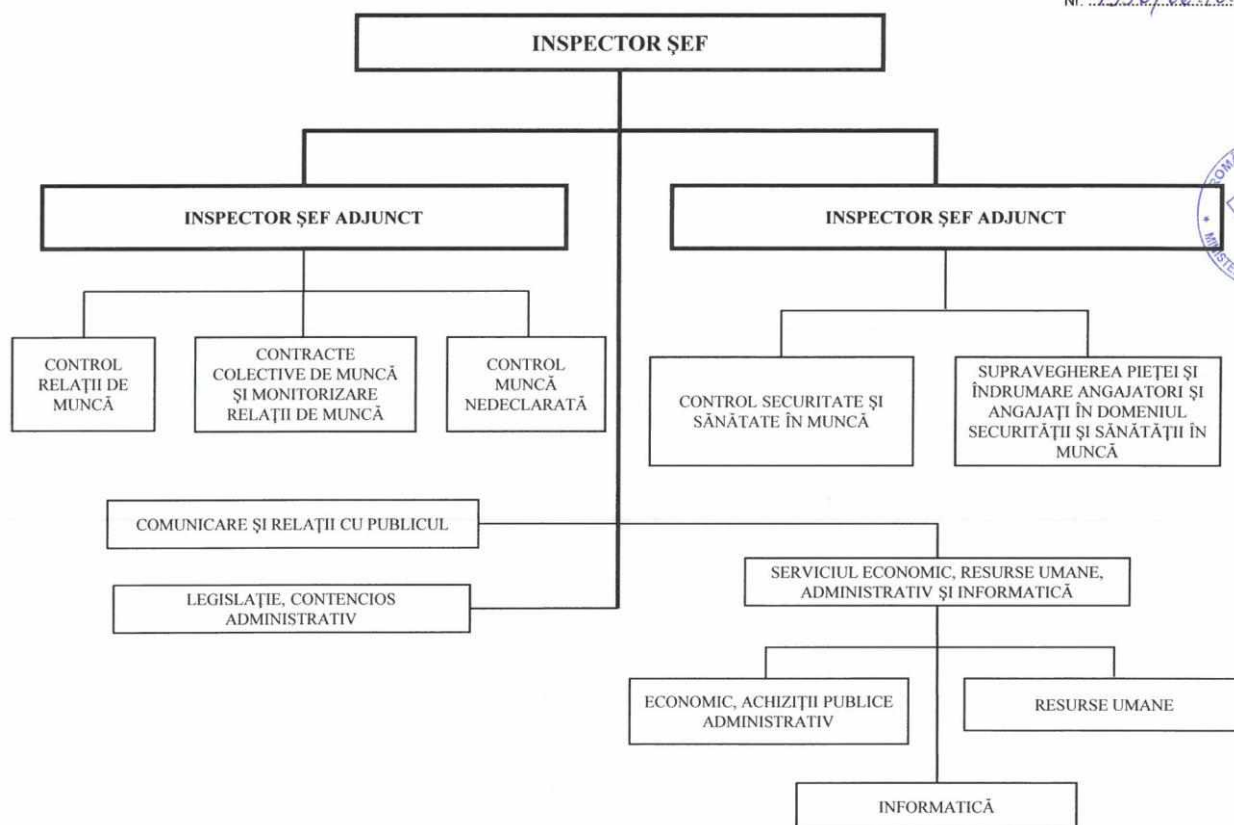 Nr.
INSPECTOR ŞEF
INSPECTOR ŞEF ADJUNCT
INSPECTOR ŞEF ADJUNCT
CONTROL
RELAŢII DE
MUNCĂ
CONTRACTE
COLECTIVE DE MUNCĂ
ŞI MONITORIZARE
RELAŢII DE MUNCĂ
CONTROL
MUNCĂ
NEDECLARATĂ
CONTROL SECURITATE ŞI
SĂNĂTATE ÎN MUNCĂ
SUPRAVEGHEREA PIEŢEI ŞI
ÎNDRUMARE ANGAJATORI ŞI
ANGAJAŢI ÎN DOMENIUL
SECURITĂŢII ŞI SĂNĂTĂŢII ÎN
MUNCĂ
COMUNICARE ŞI RELAŢII CU PUBLICUL
LEGISLAŢIE, CONTENCIOS
ADMINISTRATIV
SERVICIUL ECONOMIC, RESURSE UMANE,
ADMINISTRATIV ŞI INFORMATICĂ
ECONOMIC, ACHIZIŢII PUBLICE
ADMINISTRATIV
RESURSE UMANE
INFORMATICĂ